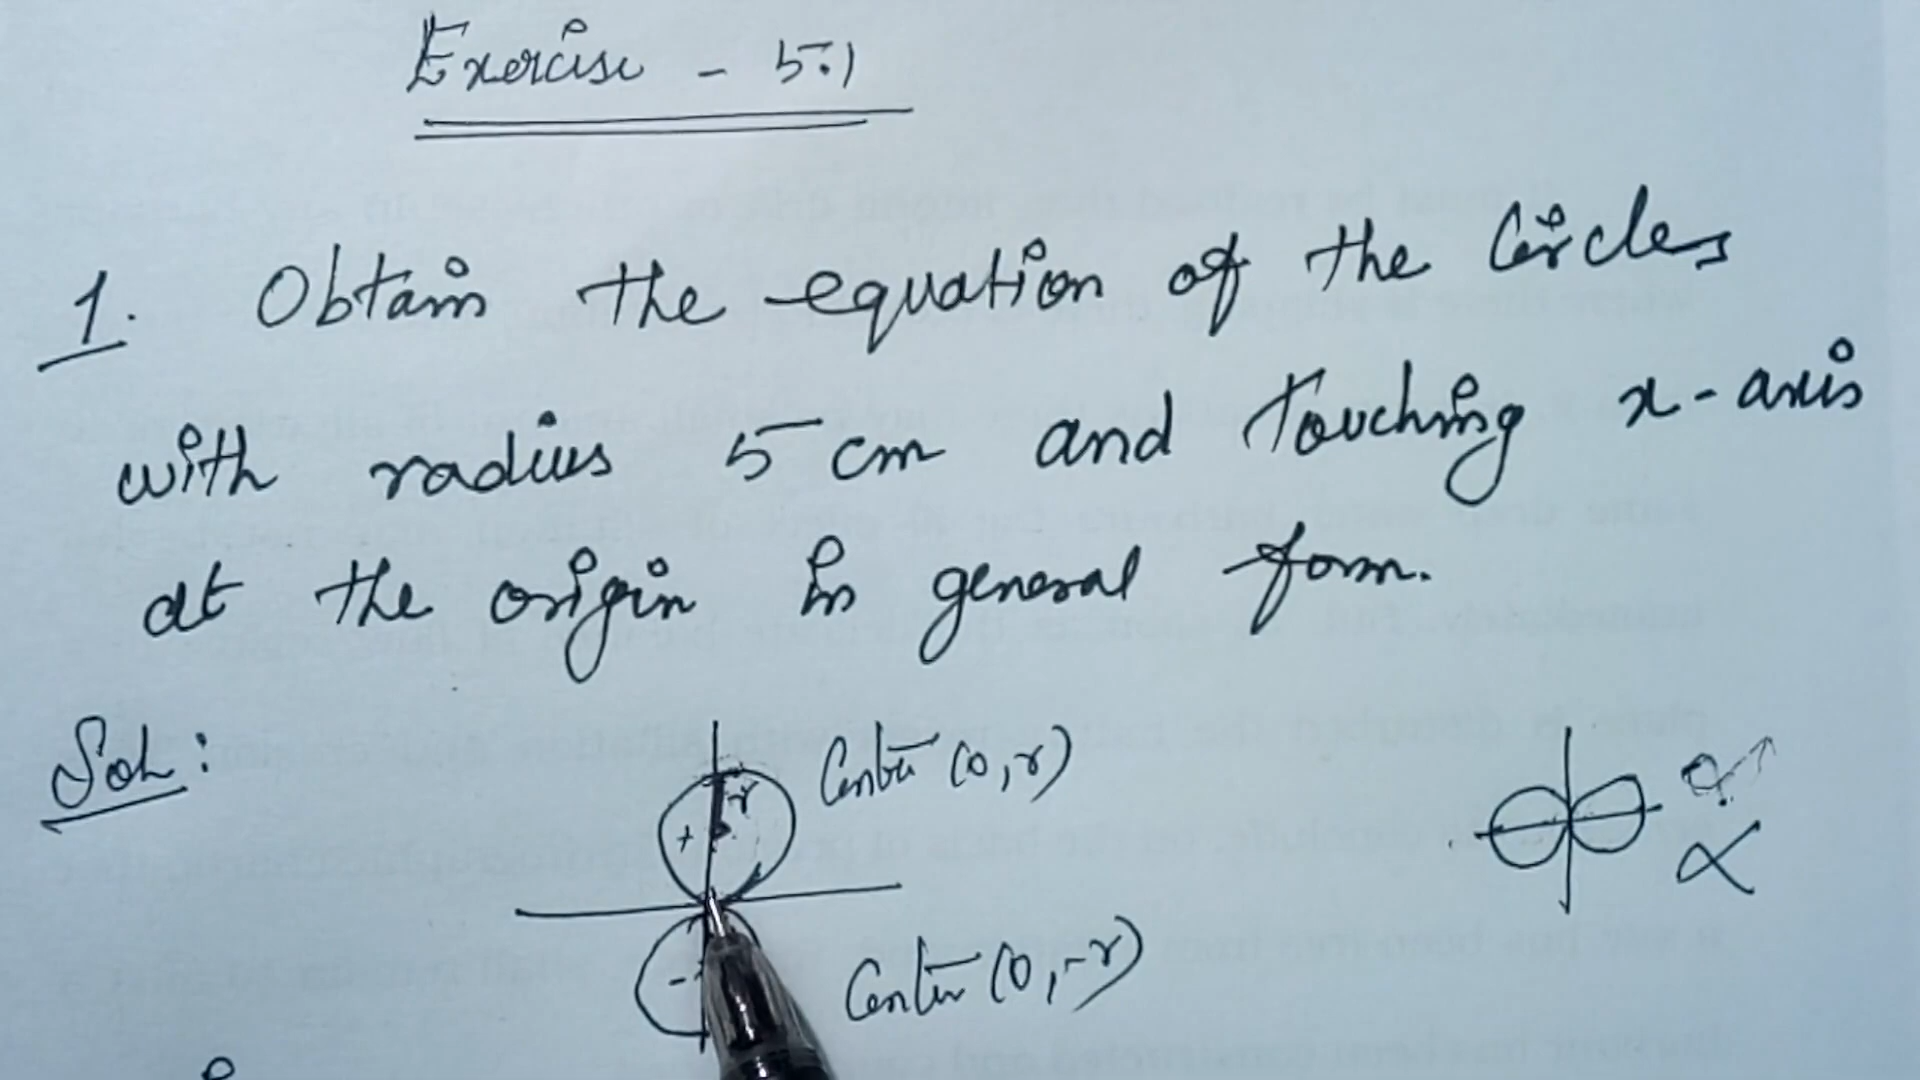 Exercise - 5.1
1. Obtain the equation of the Circles
with radius 5 cm and touching x-axis
at the origin in general form.
Soln:
Center (0, r)
r
+
α
Center (0, -r)
-